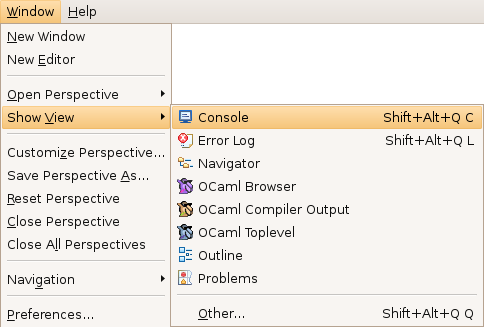 Window Help
New Window
New Editor
Open Perspective
Show View
Customize Perspective...
Save Perspective As...
Reset Perspective
Close Perspective
Close All Perspectives
Navigation
Preferences...
Console Shift+Alt+Q C
Error Log Shift+Alt+Q L
Navigator
OCaml Browser
OCaml Compiler Output
OCaml Toplevel
Outline
Problems
Other... Shift+Alt+Q Q